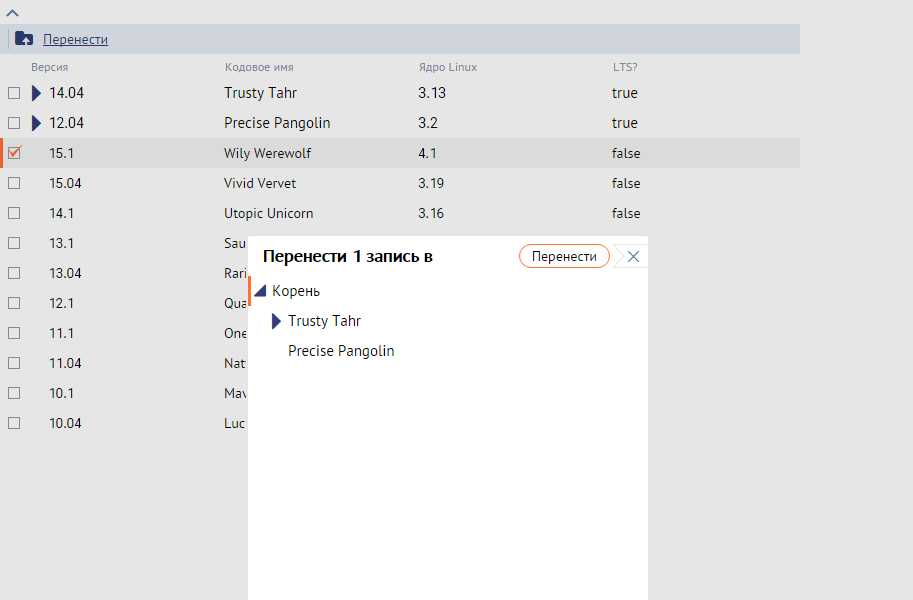 Перенести
Версия Кодовое имя Ядро Linux LTS?
14.04 Trusty Tahr 3.13 true
12.04 Precise Pangolin 3.2 true
15.1 Wily Werewolf 4.1 false
15.04 Vivid Vervet 3.19 false
14.1 Utopic Unicorn 3.16 false
13.1 Sau
13.04 Rari
12.1 Qua
11.1 One
11.04 Nat
10.1 Mav
10.04 Luc
Перенести 1 запись в Перенести
Корень
Trusty Tahr
Precise Pangolin